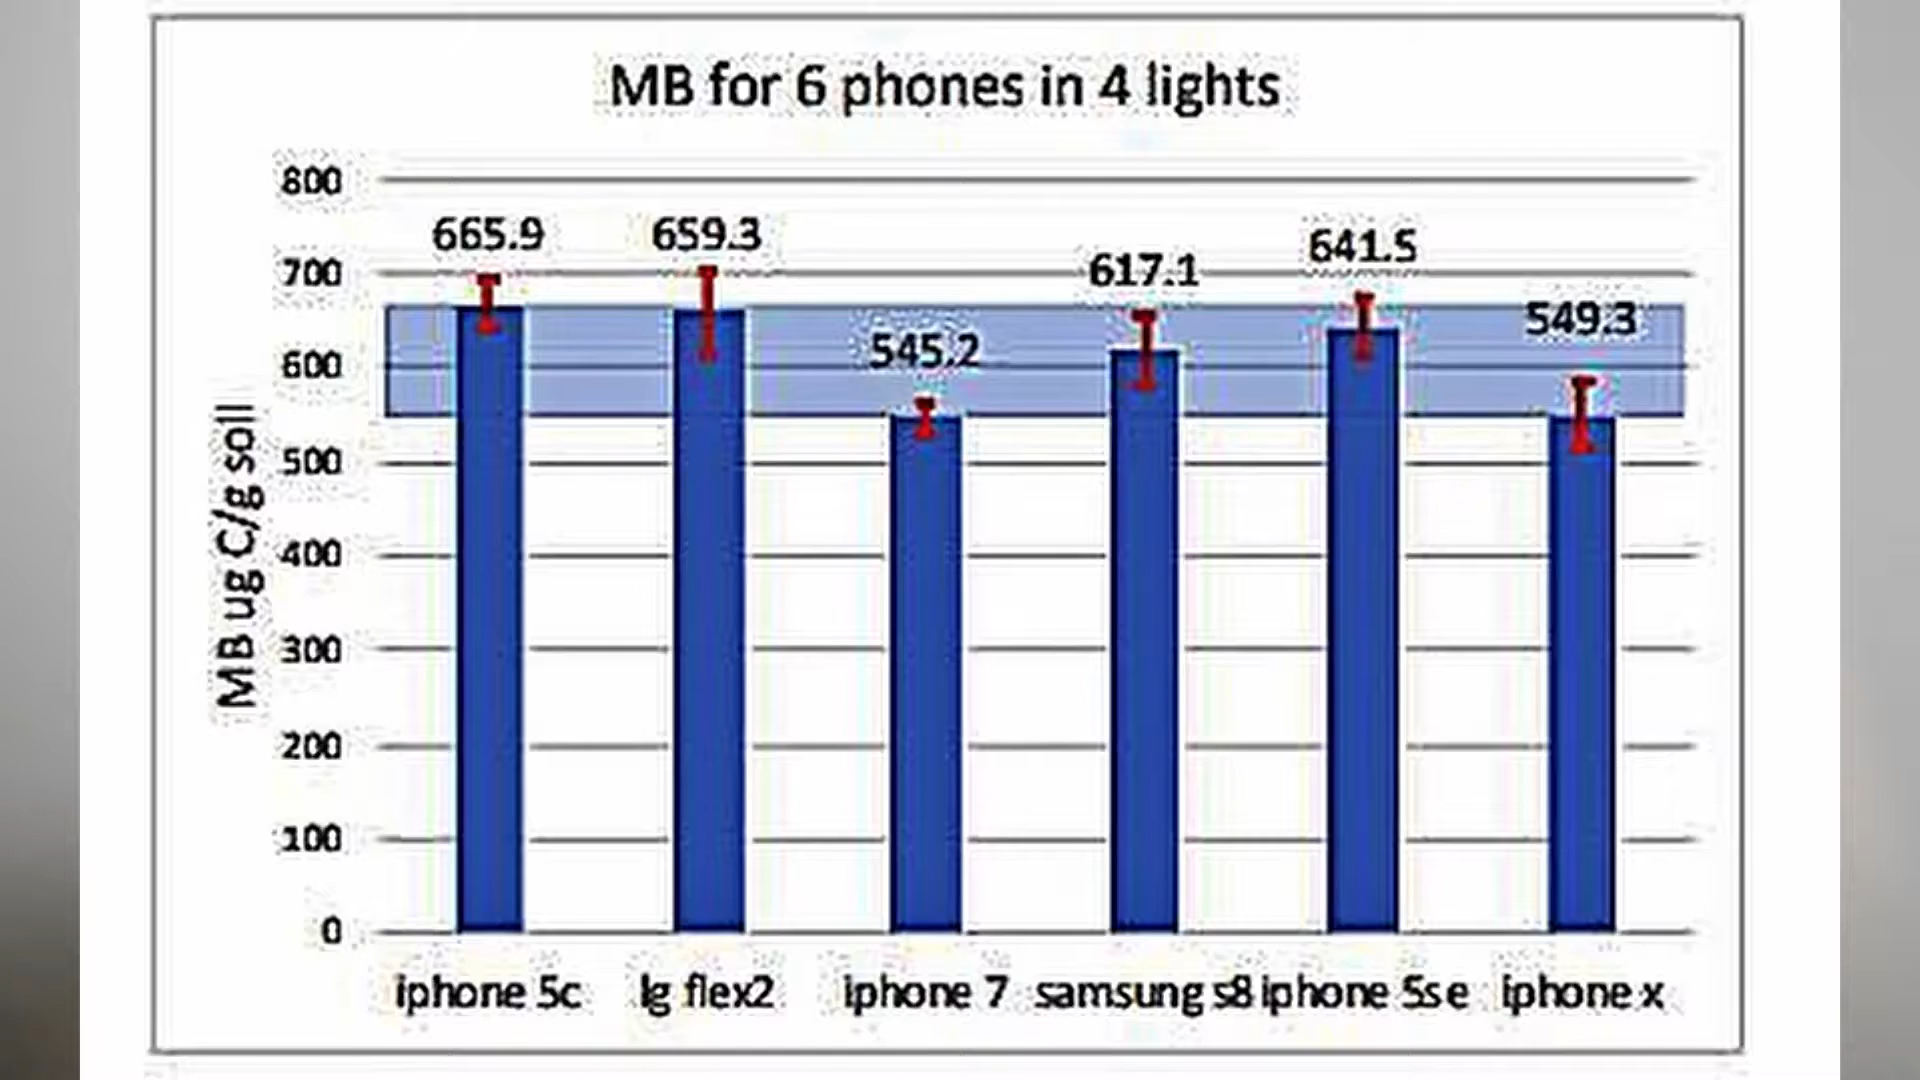 MB for 6 phones in 4 lights
800
665.9
659.3
617.1
641.5
700
549.3
545.2
600
500
400
300
200
100
0
MB ug C/g soil
iphone 5c
lg flex2
iphone 7
samsung s8
iphone 5s e
iphone x